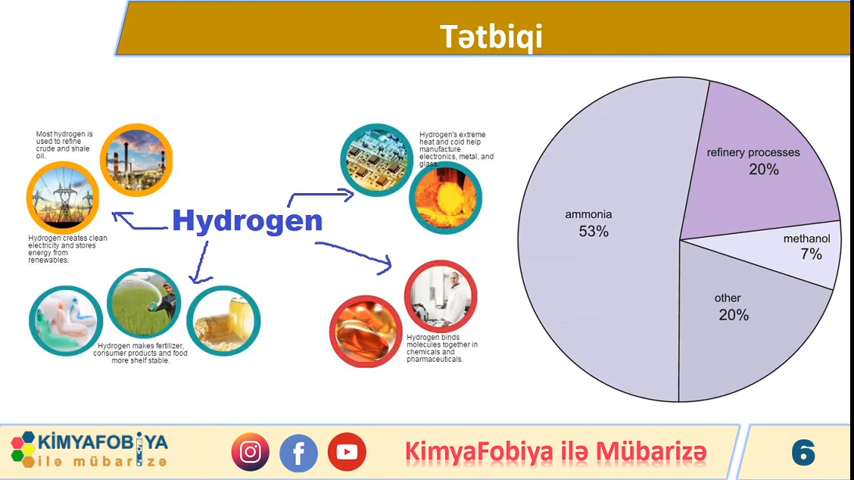 Tətbiqi
Most hydrogen is
used to refine
crude and shale
oil.
Hydrogen creates clean
electricity and stores
energy from
renewables.
Hydrogen
Hydrogen's extreme
heat and cold help
manufacture
electronics, metal, and
glass.
Hydrogen makes fertilizer,
consumer products and food
more shelf stable.
Hydrogen binds
molecules together in
chemicals and
pharmaceuticals.
refinery processes
20%
ammonia
53%
methanol
7%
other
20%
KİMYAFOBİYA
ilə mübarizə
KimyaFobiya ilə Mübarizə
6